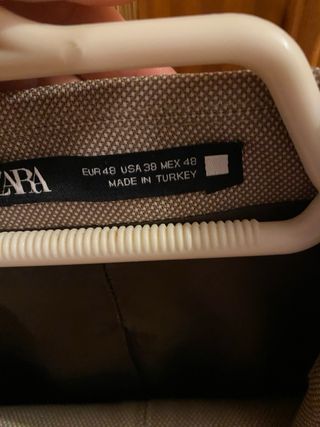 ZARA
EUR 48 USA 38 MEX 48
MADE IN TURKEY